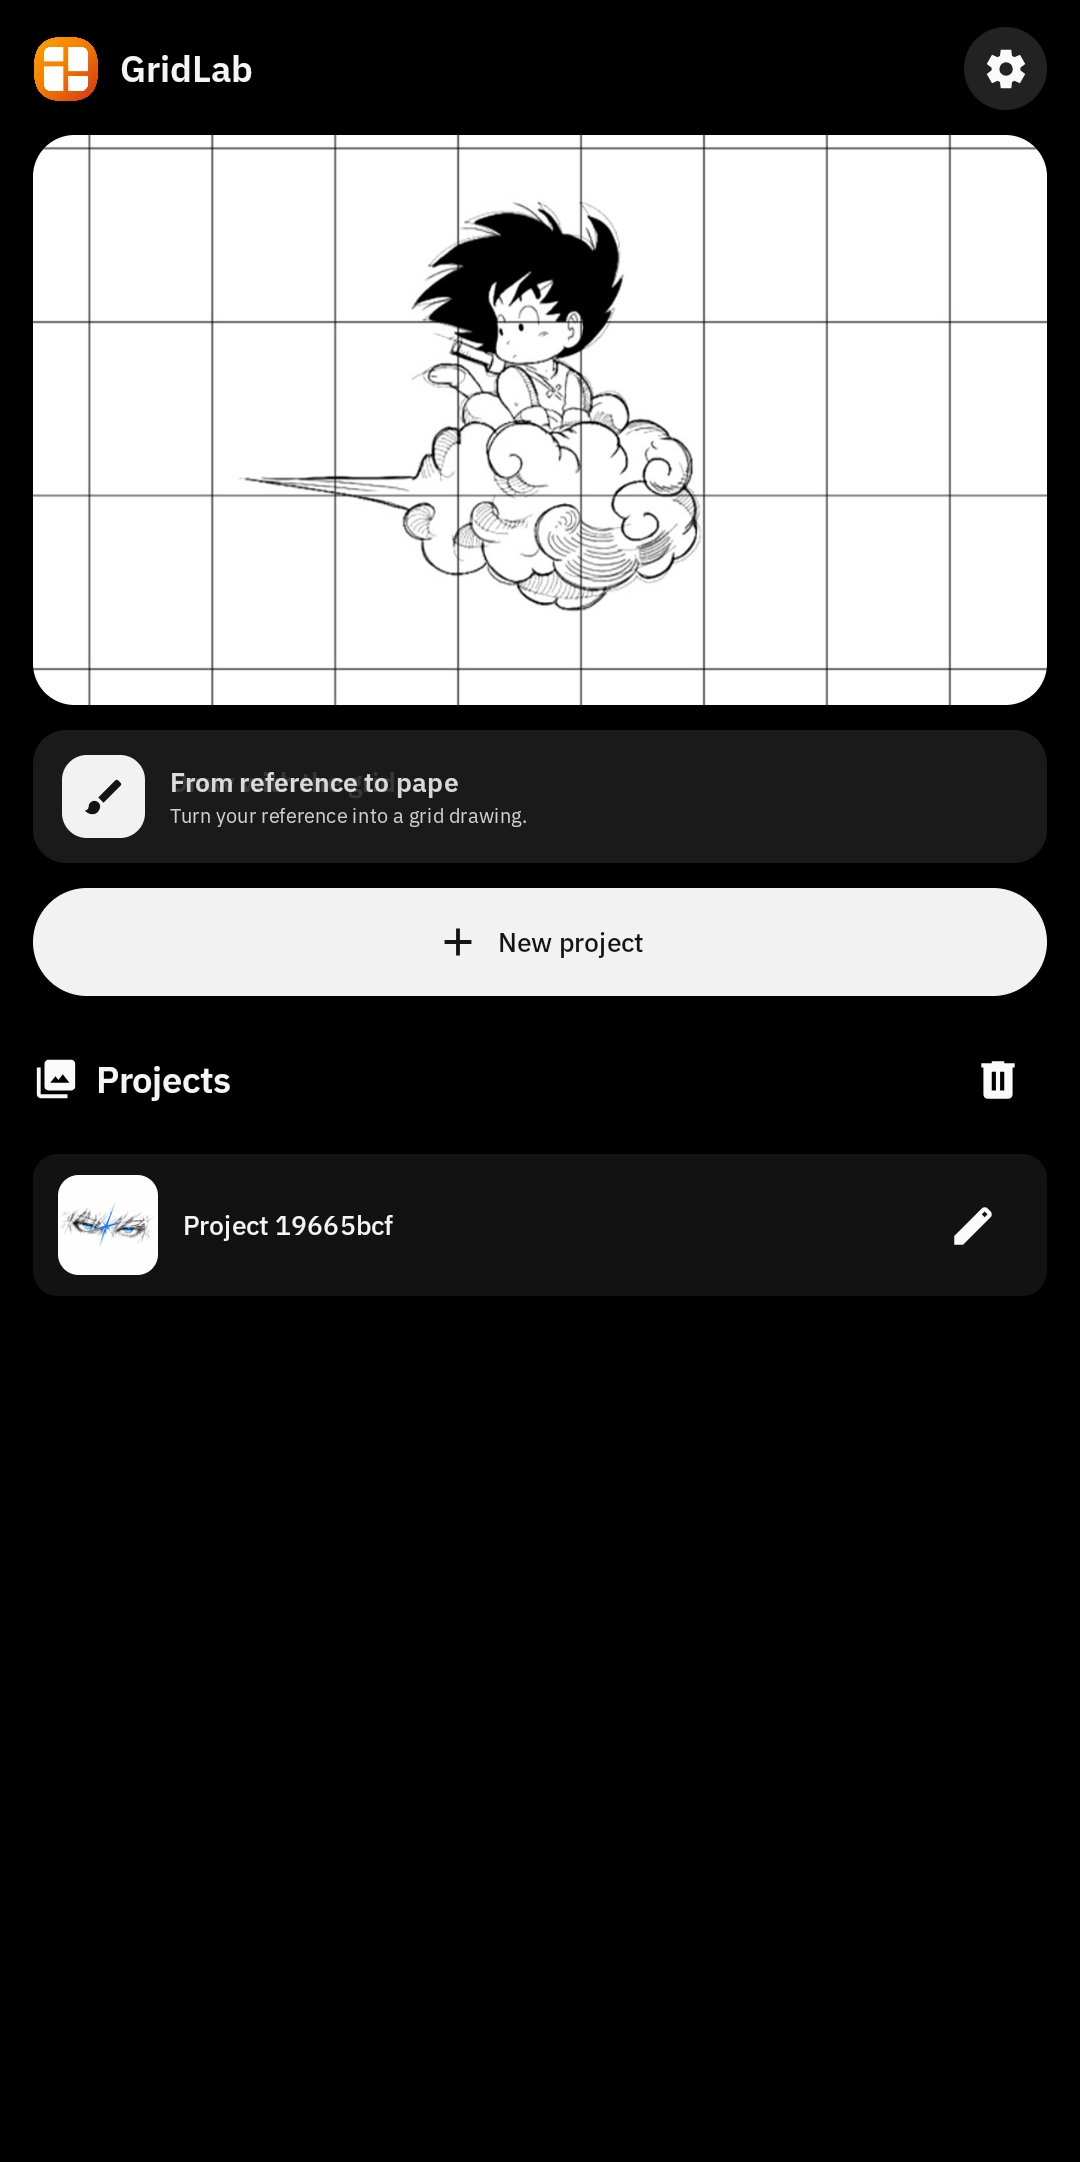 GridLab
From reference to pape
Turn your reference into a grid drawing.
New project
Projects
Project 19665bcf